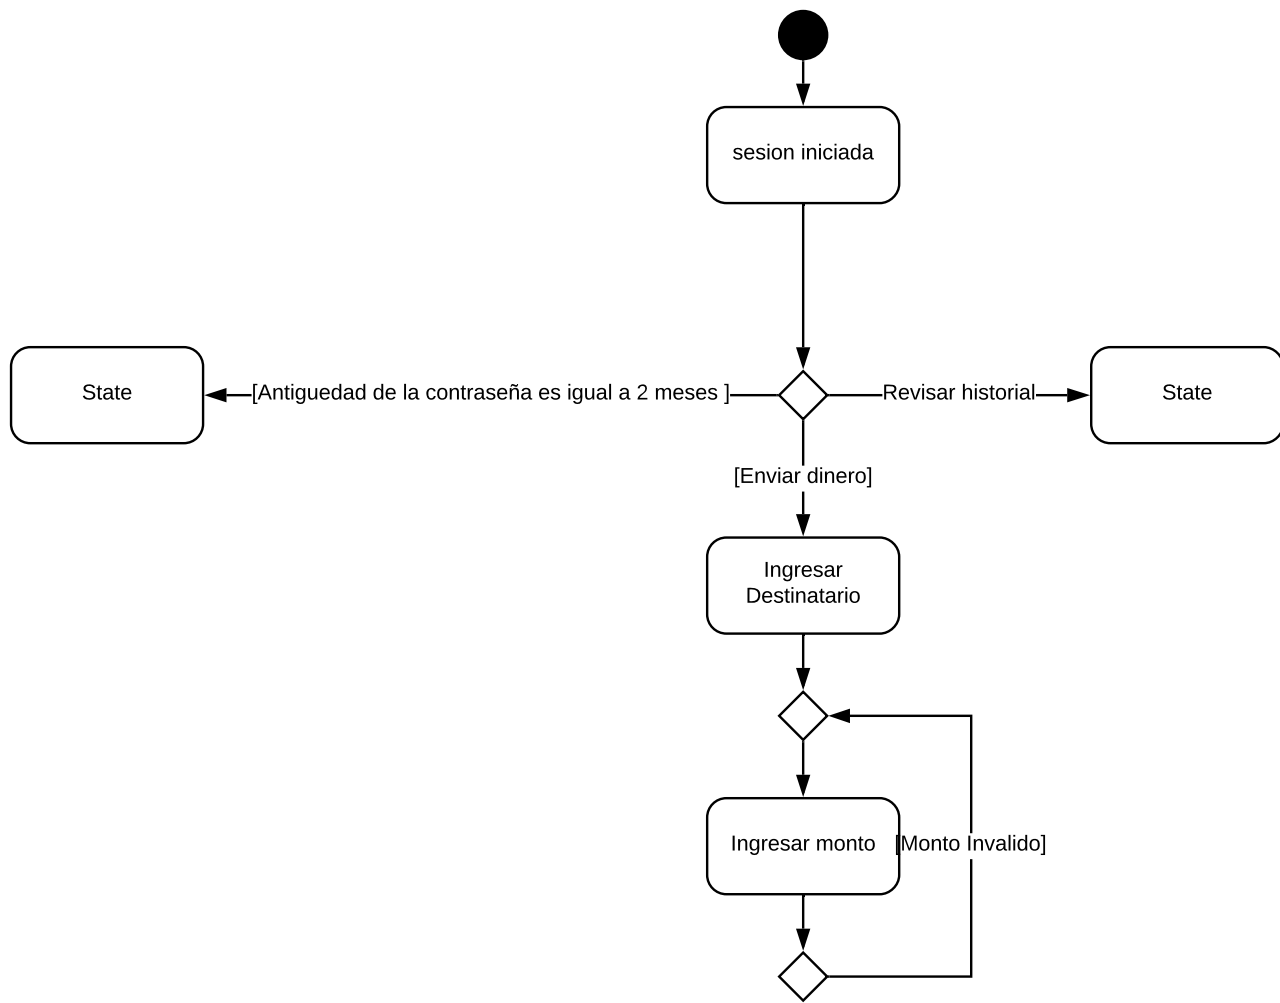 sesion iniciada
State
[Antiguedad de la contraseña es igual a 2 meses ]
Revisar historial
State
[Enviar dinero]
Ingresar
Destinatario
Ingresar monto
[Monto Invalido]